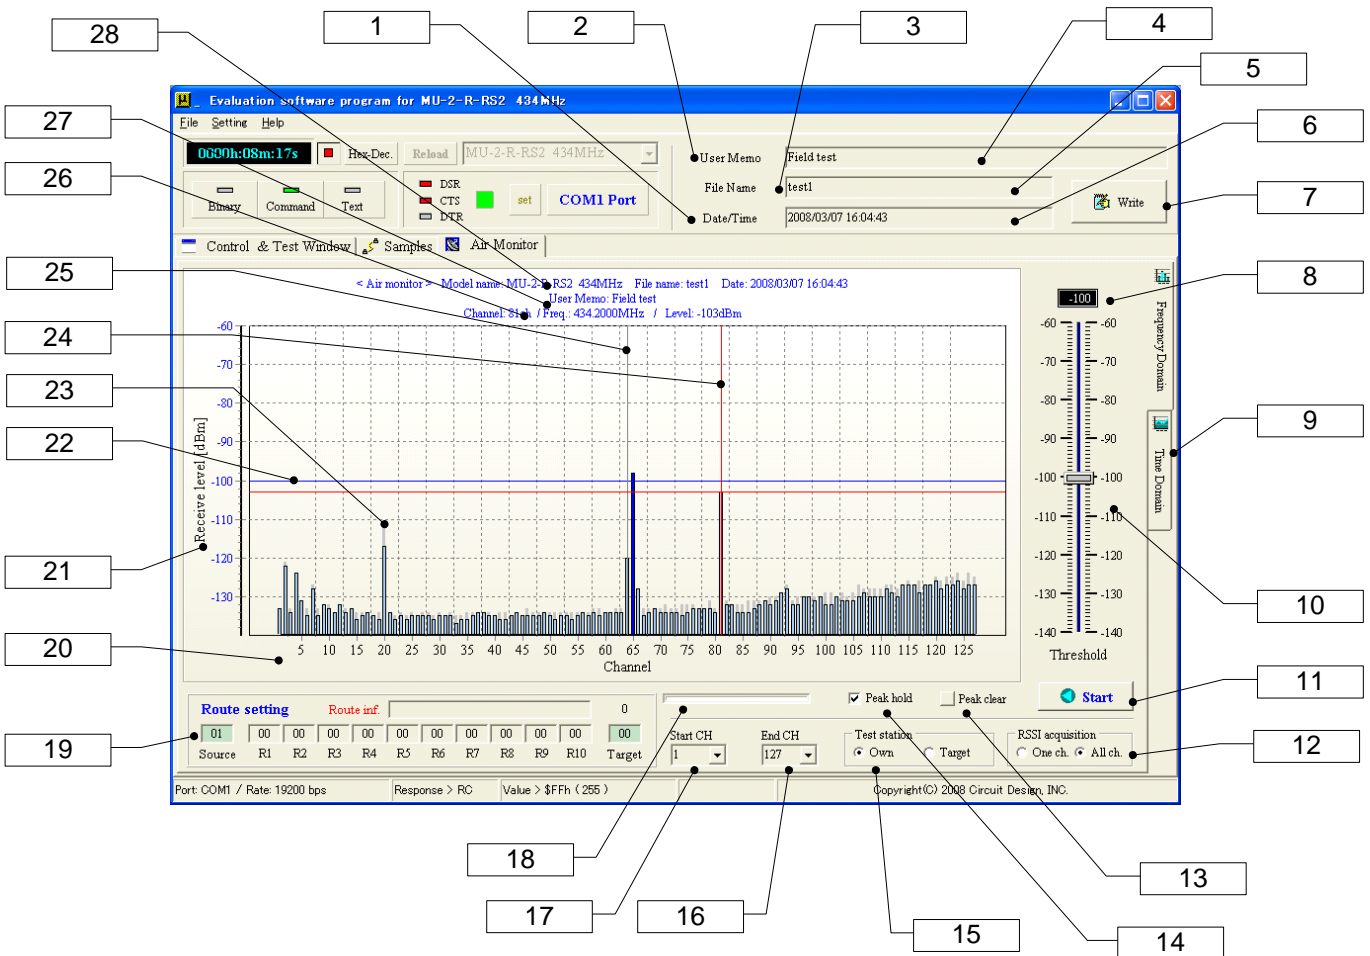 28
1
2
3
4
5
27
6
26
7
25
8
24
23
9
22
21
10
20
11
19
12
18
13
17
16
15
14
Evaluation software program for MU-2-R-RS2 434MHz
File Setting Help
0000h:08m:17s Hex-Dec. Reload MU-2-R-RS2 434MHz
User Memo Field test
File Name test1
Date/Time 2008/03/07 16:04:43
Write
Binary Command Text
DSR
CTS
DTR
set COM1 Port
Control & Test Window Samples Air Monitor
< Air monitor > Model name: MU-2-R-RS2 434MHz File name: test1 Date: 2008/03/07 16:04:43
User Memo: Field test
Channel: 81ch / Freq.: 434.2000MHz / Level: -103dBm
Receive level [dBm]
-60
-70
-80
-90
-100
-110
-120
-130
5 10 15 20 25 30 35 40 45 50 55 60 65 70 75 80 85 90 95 100 105 110 115 120 125
Channel
-100
-60 -60
-70 -70
-80 -80
-90 -90
-100 -100
-110 -110
-120 -120
-130 -130
-140 -140
Threshold
Frequency Domain
Time Domain
Start
Route setting Route inf. 0
01 00 00 00 00 00 00 00 00 00 00 00
Source R1 R2 R3 R4 R5 R6 R7 R8 R9 R10 Target
Peak hold Peak clear
Start CH End CH Test station RSSI acquisition
1 127 Own Target One ch. All ch.
Port: COM1 / Rate: 19200 bps Response > RC Value > $FFh ( 255 ) Copyright(C) 2008 Circuit Design, INC.